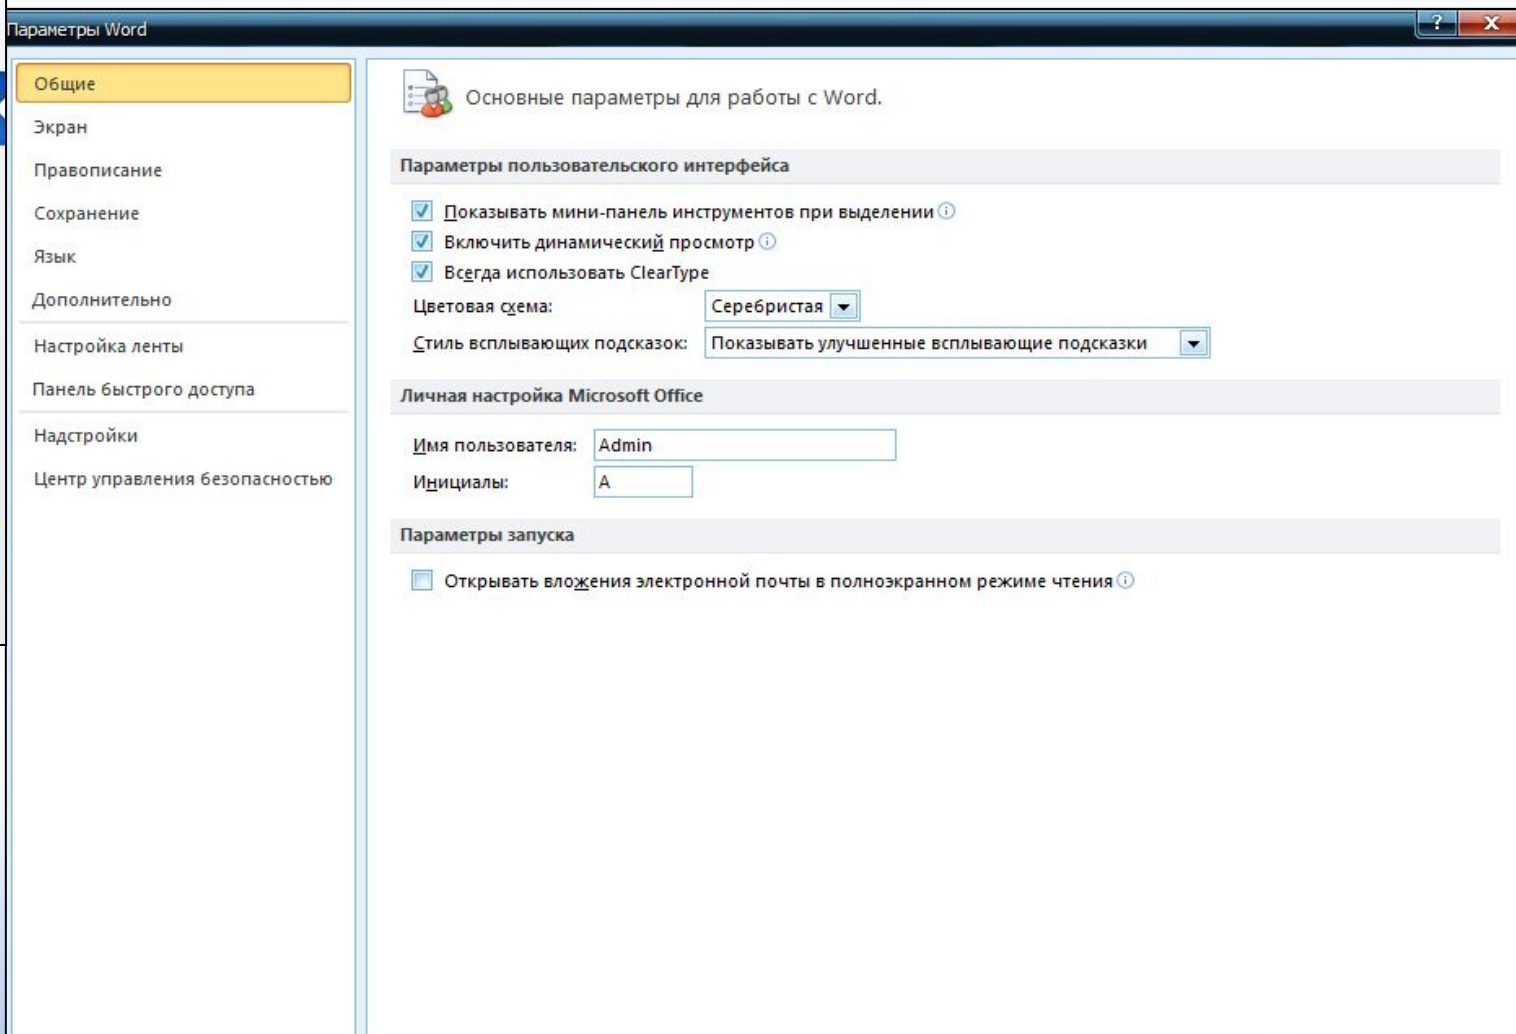 Параметры Word
Общие
Экран
Правописание
Сохранение
Язык
Дополнительно
Настройка ленты
Панель быстрого доступа
Надстройки
Центр управления безопасностью
Основные параметры для работы с Word.
Параметры пользовательского интерфейса
Показывать мини-панель инструментов при выделении
Включить динамический просмотр
Всегда использовать ClearType
Цветовая схема: Серебристая
Стиль всплывающих подсказок: Показывать улучшенные всплывающие подсказки
Личная настройка Microsoft Office
Имя пользователя: Admin
Инициалы: A
Параметры запуска
Открывать вложения электронной почты в полноэкранном режиме чтения